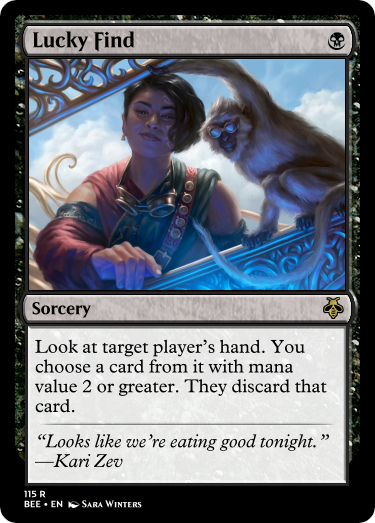 Lucky Find
Sorcery
Look at target player's hand. You
choose a card from it with mana
value 2 or greater. They discard that
card.
“Looks like we're eating good tonight.”
—Kari Zev
115 R
BEE • EN Sara Winters